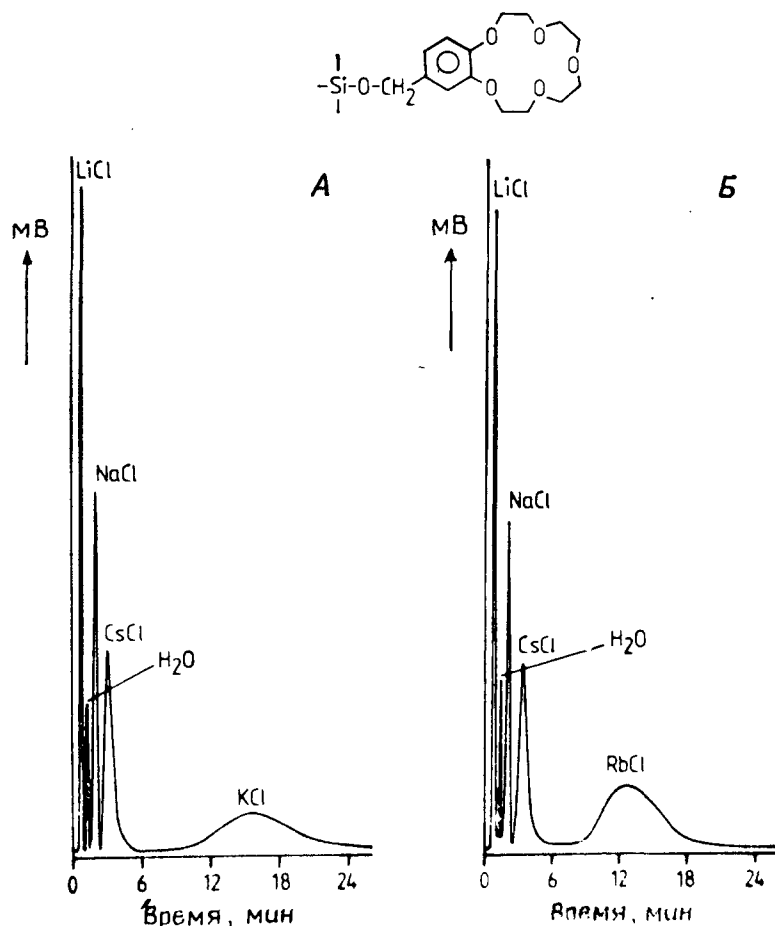 O O
-Si-O-CH₂ O
O O
А Б
LiCl LiCl
мВ мВ
NaCl NaCl
CsCl CsCl
H₂O H₂O
KCl RbCl
0 6 12 18 24 0 6 12 18 24
Время, мин Время, мин